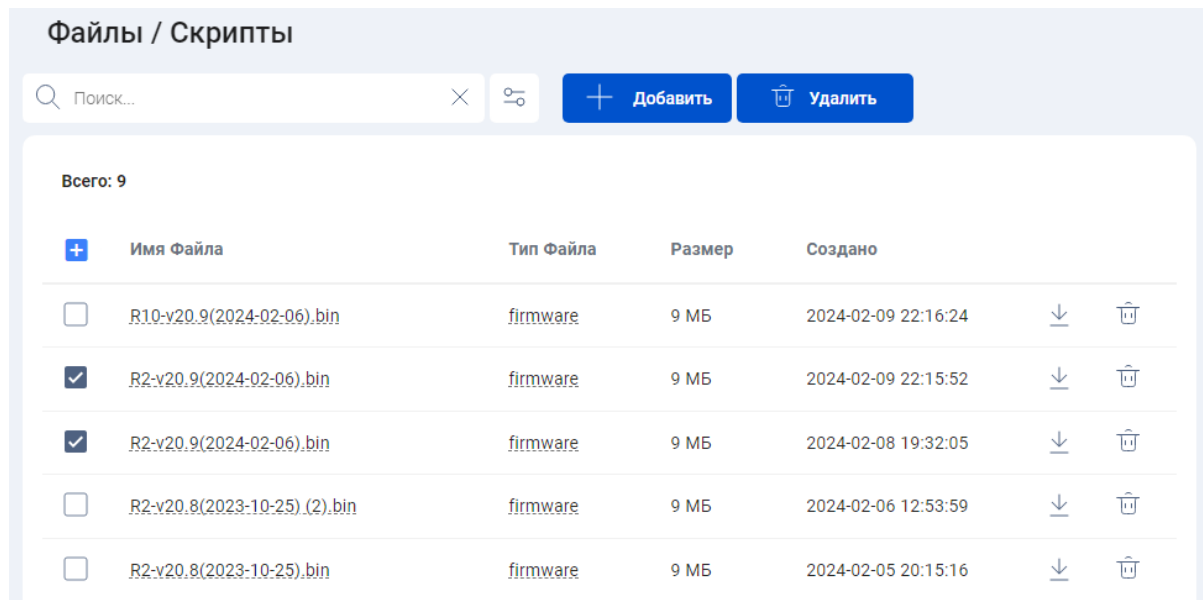 Файлы / Скрипты
Поиск... Добавить Удалить
Всего: 9
Имя Файла Тип Файла Размер Создано
R10-v20.9(2024-02-06).bin firmware 9 МБ 2024-02-09 22:16:24
R2-v20.9(2024-02-06).bin firmware 9 МБ 2024-02-09 22:15:52
R2-v20.9(2024-02-06).bin firmware 9 МБ 2024-02-08 19:32:05
R2-v20.8(2023-10-25) (2).bin firmware 9 МБ 2024-02-06 12:53:59
R2-v20.8(2023-10-25).bin firmware 9 МБ 2024-02-05 20:15:16